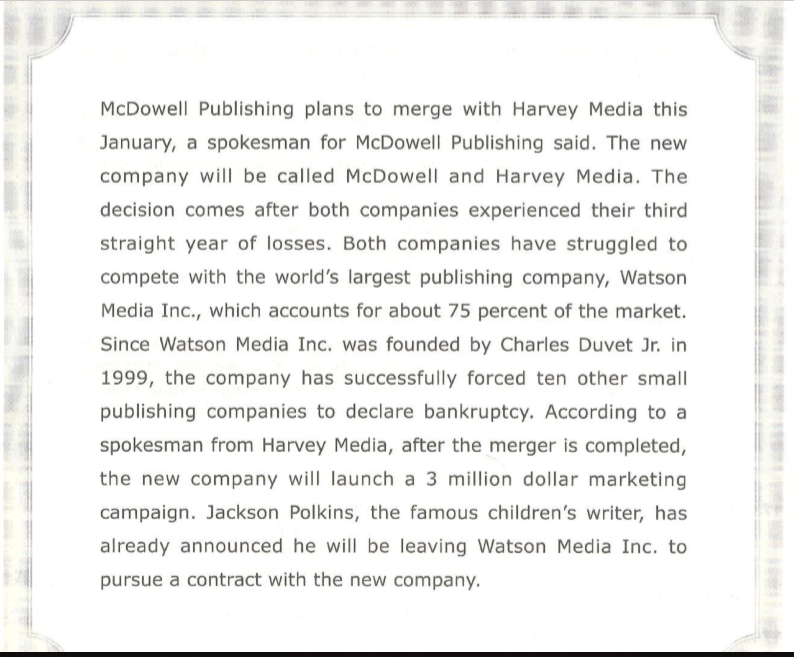 McDowell Publishing plans to merge with Harvey Media this
January, a spokesman for McDowell Publishing said. The new
company will be called McDowell and Harvey Media. The
decision comes after both companies experienced their third
straight year of losses. Both companies have struggled to
compete with the world's largest publishing company, Watson
Media Inc., which accounts for about 75 percent of the market.
Since Watson Media Inc. was founded by Charles Duvet Jr. in
1999, the company has successfully forced ten other small
publishing companies to declare bankruptcy. According to a
spokesman from Harvey Media, after the merger is completed,
the new company will launch a 3 million dollar marketing
campaign. Jackson Polkins, the famous children's writer, has
already announced he will be leaving Watson Media Inc. to
pursue a contract with the new company.